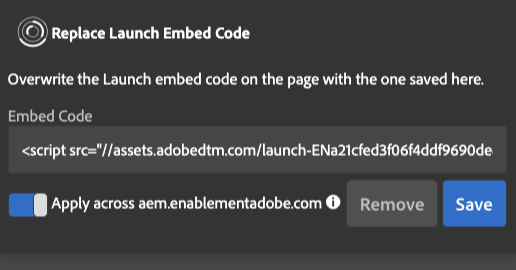 Replace Launch Embed Code
Overwrite the Launch embed code on the page with the one saved here.
Embed Code
<script src="//assets.adobedtm.com/launch-ENa21cfed3f06f4ddf9690de
Apply across aem.enablementadobe.com
Remove
Save